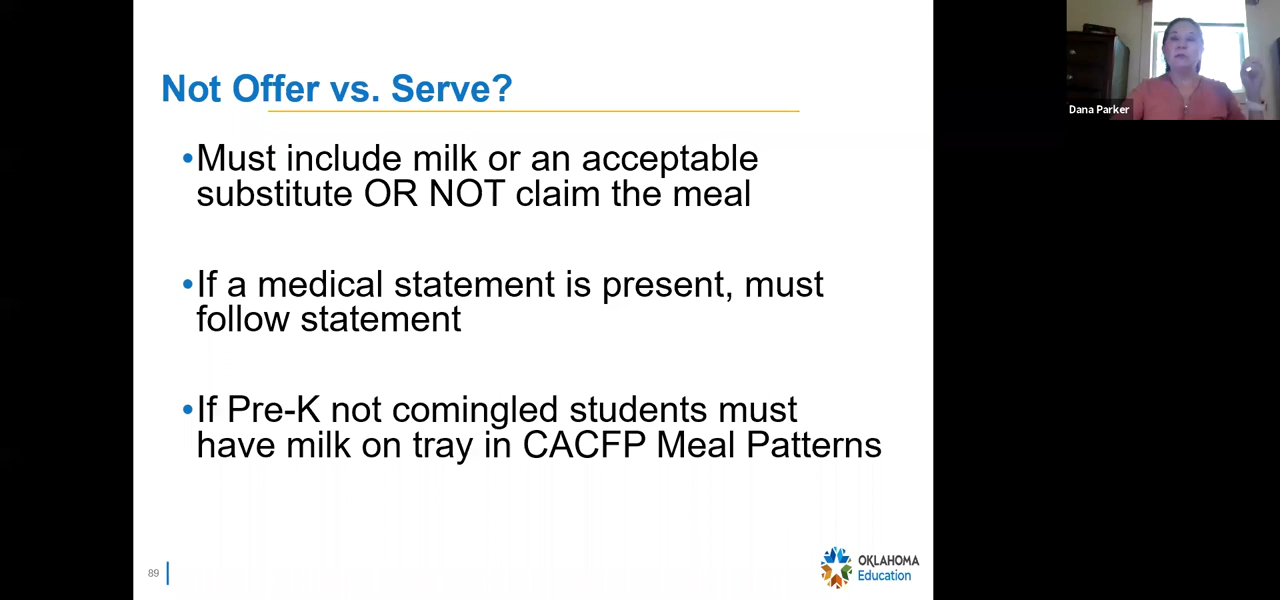 Not Offer vs. Serve?
•Must include milk or an acceptable
substitute OR NOT claim the meal
•If a medical statement is present, must
follow statement
•If Pre-K not comingled students must
have milk on tray in CACFP Meal Patterns
89
OKLAHOMA
Education
Dana Parker